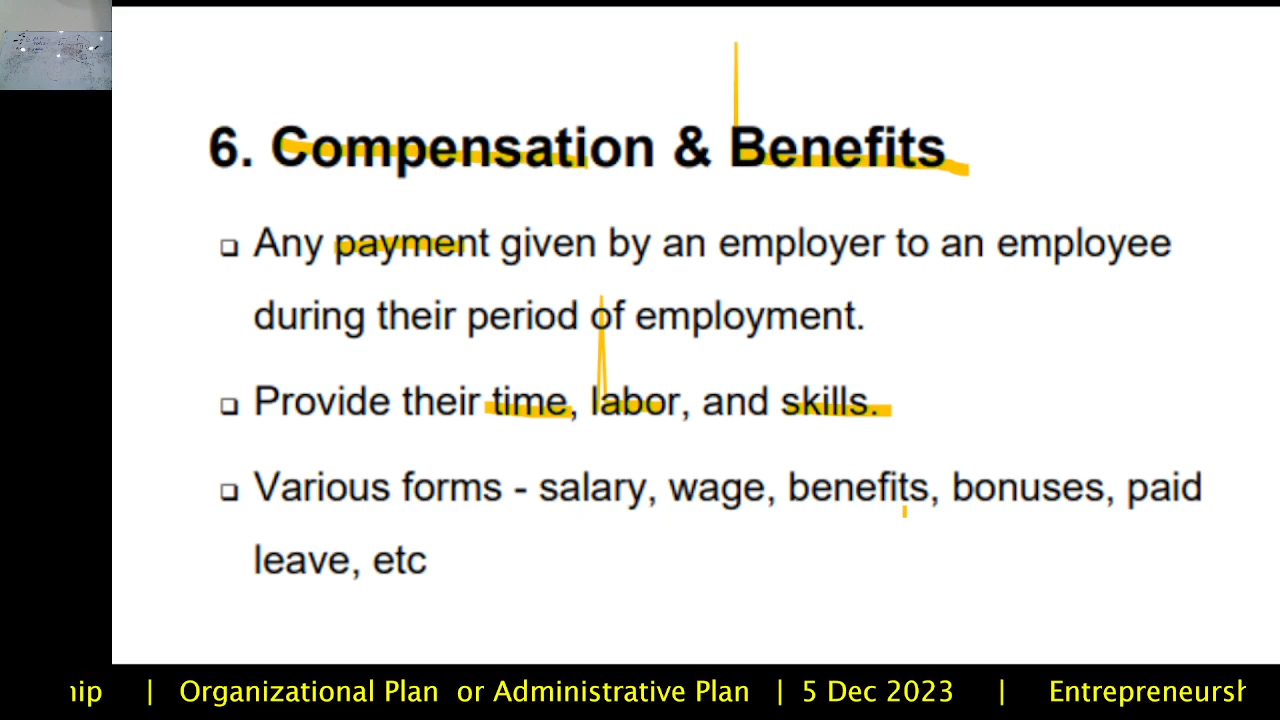 6. Compensation & Benefits
Any payment given by an employer to an employee
during their period of employment.
Provide their time, labor, and skills.
Various forms - salary, wage, benefits, bonuses, paid
leave, etc
| Organizational Plan or Administrative Plan | 5 Dec 2023 |